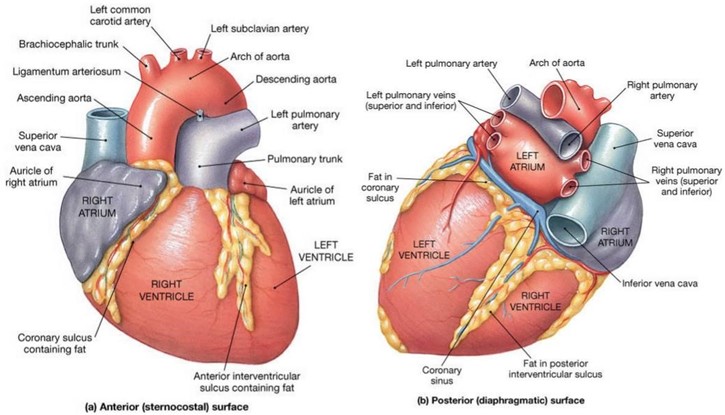 Left common
carotid artery
Left subclavian artery
Brachiocephalic trunk
Arch of aorta
Ligamentum arteriosum
Descending aorta
Ascending aorta
Left pulmonary
artery
Superior
vena cava
Pulmonary trunk
Auricle of
right atrium
Auricle of
left atrium
RIGHT
ATRIUM
LEFT
VENTRICLE
RIGHT
VENTRICLE
Coronary sulcus
containing fat
Anterior interventricular
sulcus containing fat
(a) Anterior (sternocostal) surface
Left pulmonary artery
Arch of aorta
Right pulmonary
artery
Left pulmonary veins
(superior and inferior)
Superior
vena cava
LEFT
ATRIUM
Fat in
coronary
sulcus
Right pulmonary
veins (superior
and inferior)
RIGHT
ATRIUM
LEFT
VENTRICLE
Inferior vena cava
RIGHT
VENTRICLE
Coronary
sinus
Fat in posterior
interventricular sulcus
(b) Posterior (diaphragmatic) surface